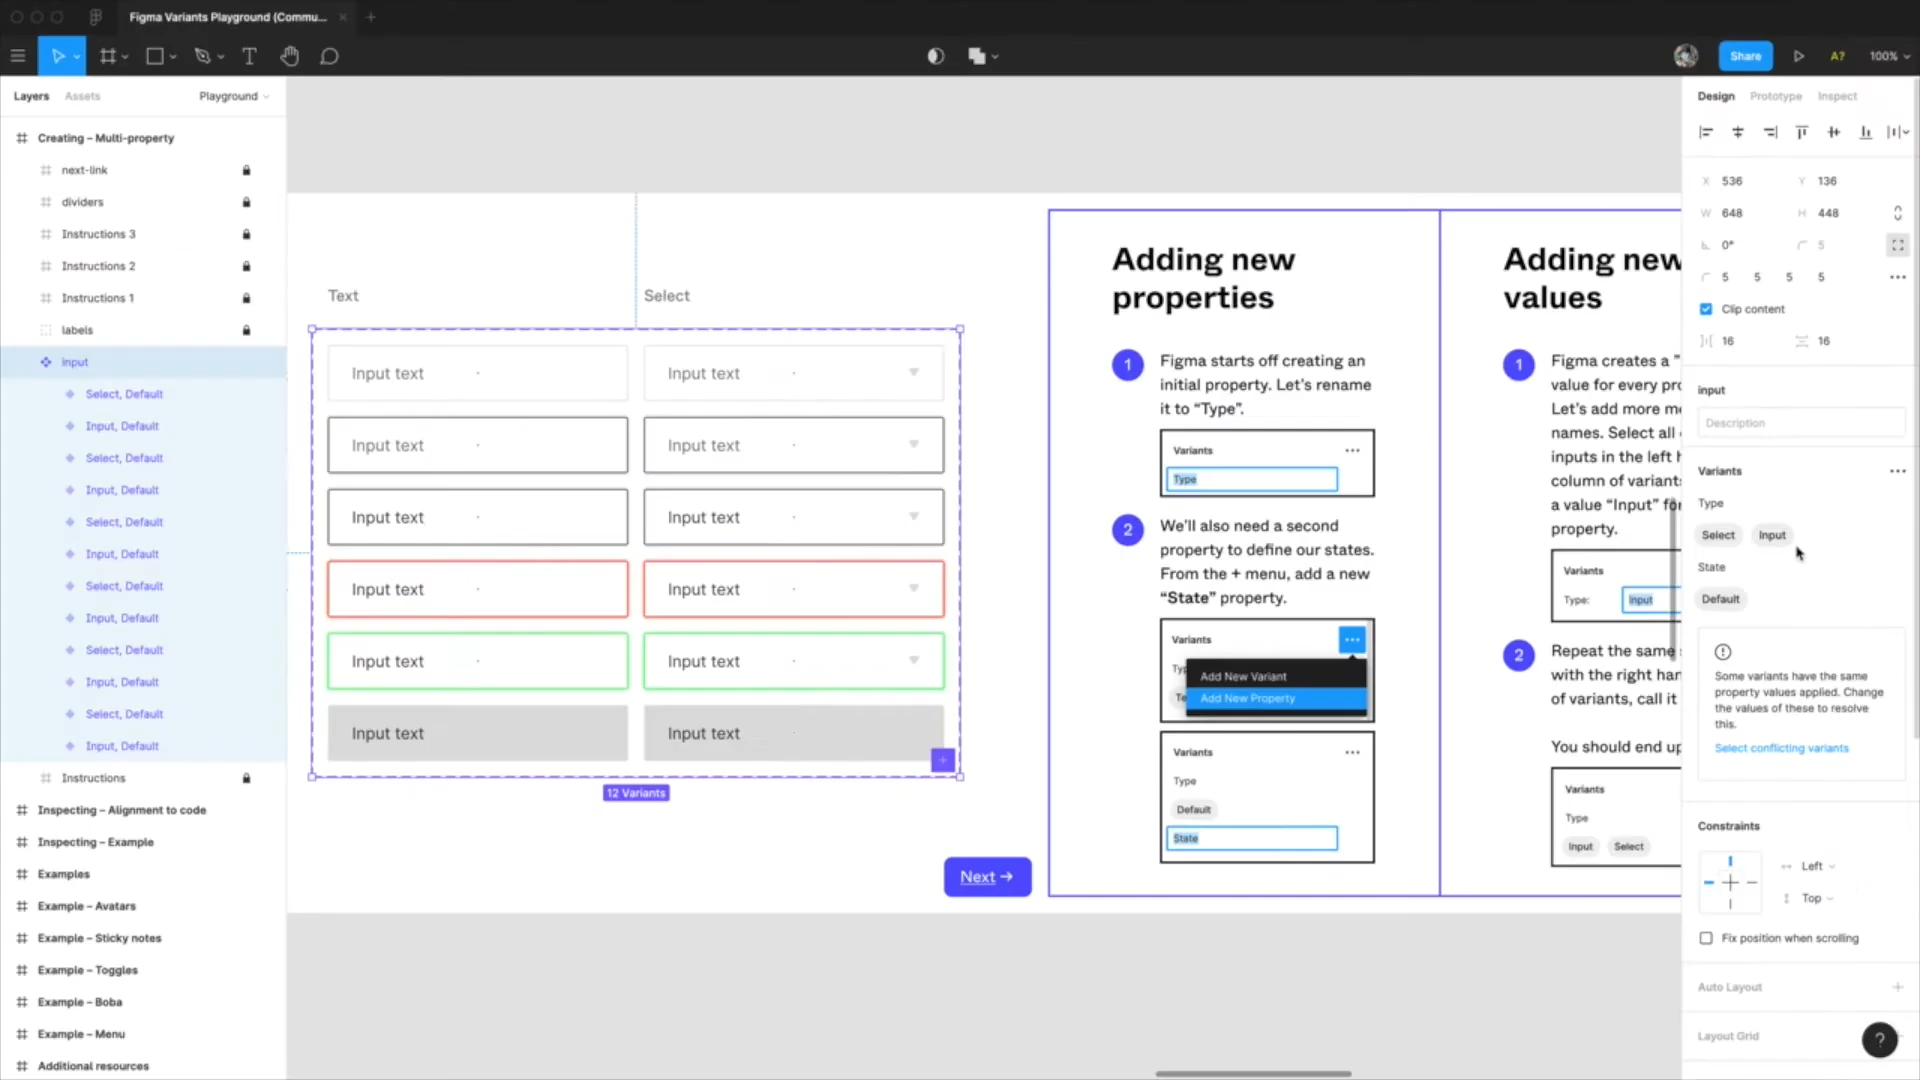 Figma Variants Playground (Commu...
Share
A?
100%
Layers
Assets
Playground
Creating – Multi-property
next-link
dividers
Instructions 3
Instructions 2
Instructions 1
labels
input
Select, Default
Input, Default
Select, Default
Input, Default
Select, Default
Input, Default
Select, Default
Input, Default
Select, Default
Input, Default
Select, Default
Input, Default
Instructions
Inspecting – Alignment to code
Inspecting – Example
Examples
Example – Avatars
Example – Sticky notes
Example – Toggles
Example – Boba
Example – Menu
Additional resources
Text
Select
Input text
Input text
Input text
Input text
Input text
Input text
Input text
Input text
Input text
Input text
Input text
Input text
12 Variants
Next →
Adding new
properties
1
Figma starts off creating an
initial property. Let's rename
it to “Type”.
Variants
Type
2
We'll also need a second
property to define our states.
From the + menu, add a new
“State” property.
Variants
Typ
Te
Add New Variant
Add New Property
Variants
Type
Default
State
Adding new
values
1
Figma creates a "
value for every pro
Let's add more me
names. Select all
inputs in the left h
column of variants
a value “Input” for
property.
Variants
Type:
Input
2
Repeat the same
with the right han
of variants, call it
You should end up
Variants
Type
Input
Select
Design
Prototype
Inspect
X 536
Y 136
W 648
H 448
0°
5
5 5 5 5
Clip content
16
16
input
Description
Variants
Type
Select
Input
State
Default
Some variants have the same
property values applied. Change
the values of these to resolve
this.
Select conflicting variants
Constraints
Left
Top
Fix position when scrolling
Auto Layout
Layout Grid
?